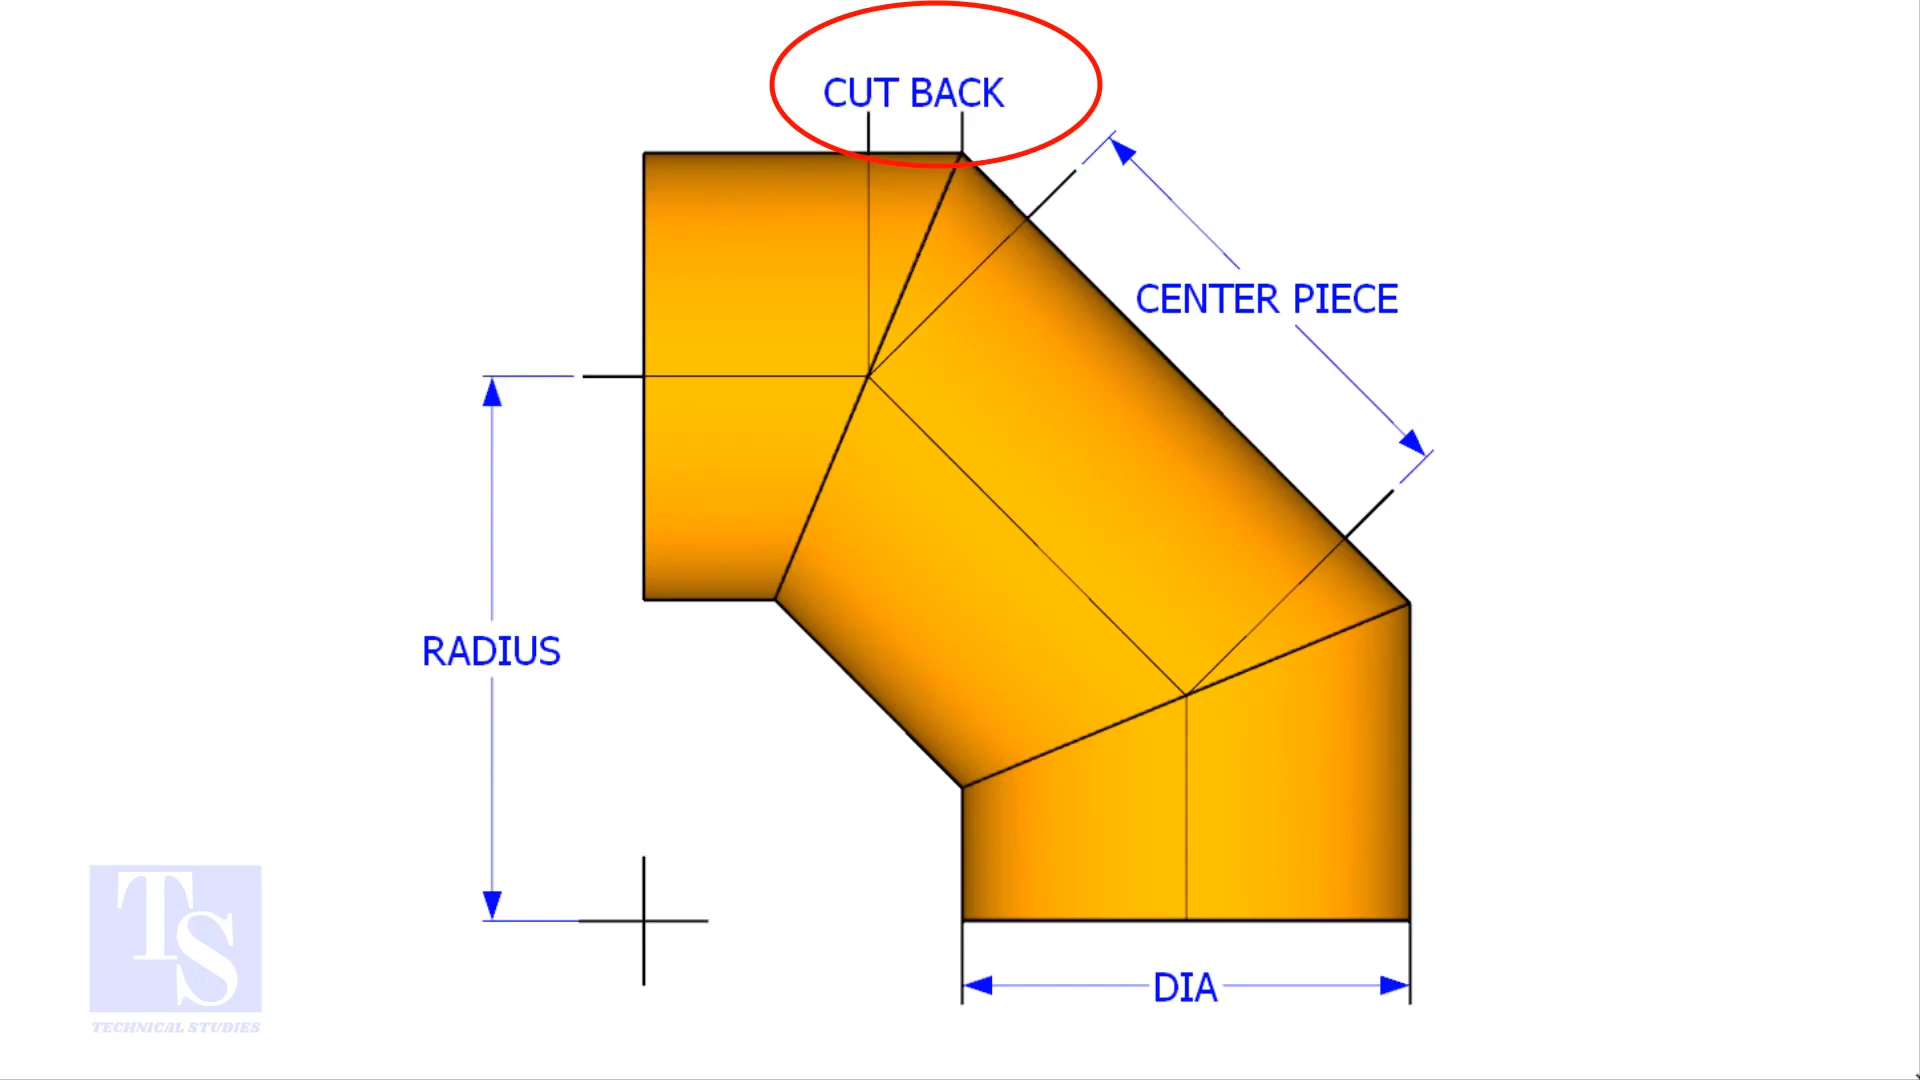 CUT BACK
CENTER PIECE
RADIUS
DIA
TS
TECHNICAL STUDIES